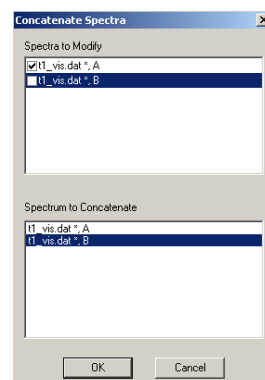 Concatenate Spectra
Spectra to Modify
t1_vis.dat *, A
t1_vis.dat *, B
Spectrum to Concatenate
t1_vis.dat *, A
t1_vis.dat *, B
OK Cancel